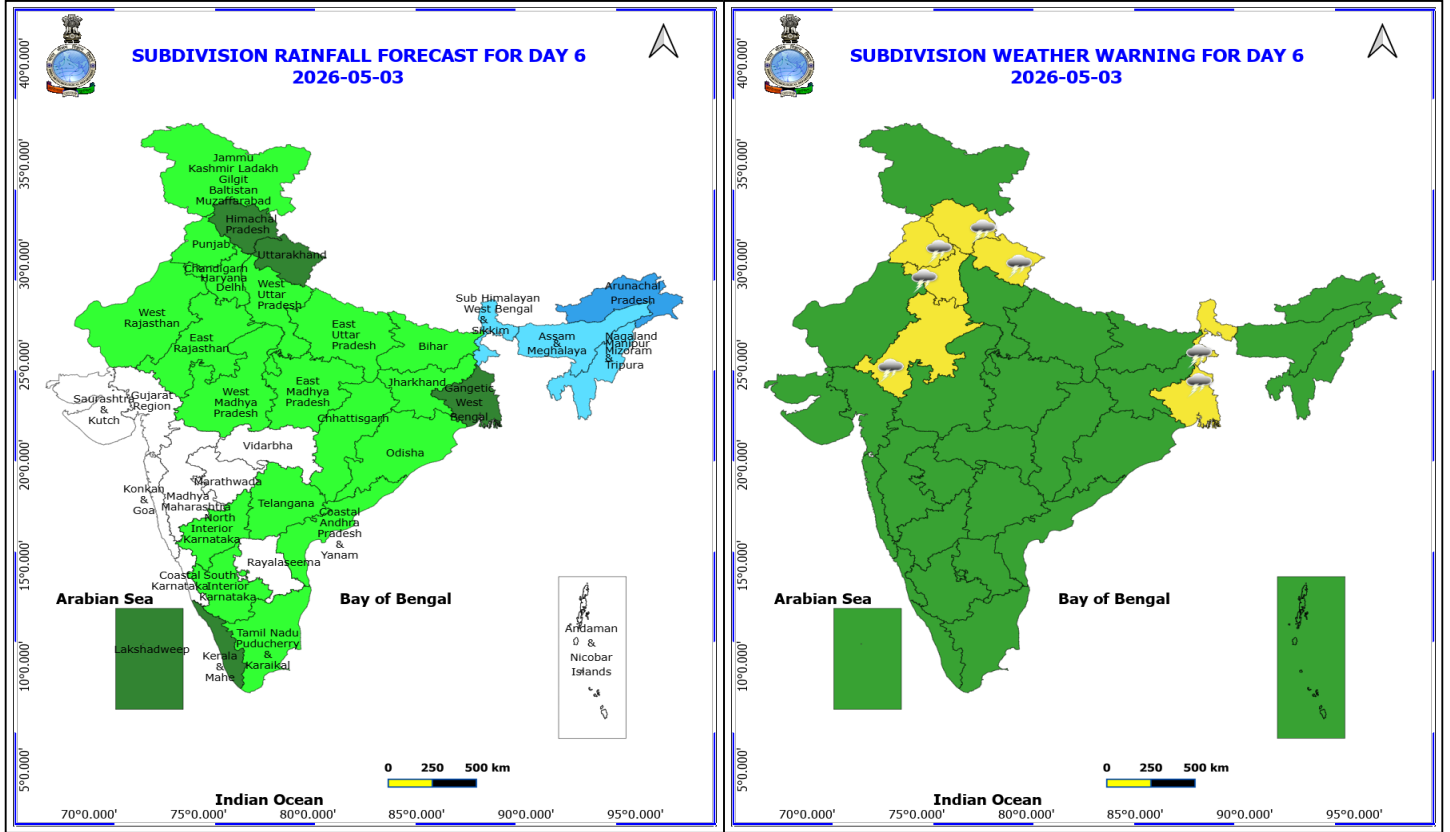 SUBDIVISION RAINFALL FORECAST FOR DAY 6
2026-05-03
40°0.000'
35°0.000'
30°0.000'
25°0.000'
20°0.000'
15°0.000'
10°0.000'
5°0.000'
Jammu
Kashmir Ladakh
Gilgit
Baltistan
Muzaffarabad
Himachal
Pradesh
Punjab
Uttarakhand
Chandigarh
Haryana
Delhi
West
Uttar
Pradesh
West
Rajasthan
East
Rajasthan
East
Uttar
Pradesh
Bihar
Sub Himalayan
West Bengal
&
Sikkim
Arunachal
Pradesh
Assam
&
Meghalaya
Nagaland
Manipur
Mizoram
&
Tripura
Saurashtra
&
Kutch
Gujarat
Region
West
Madhya
Pradesh
East
Madhya
Pradesh
Jharkhand
Gangetic
West
Bengal
Chhattisgarh
Odisha
Vidarbha
Marathwada
Madhya
Maharashtra
Konkan
&
Goa
Telangana
North
Interior
Karnataka
Coastal
Andhra
Pradesh
&
Yanam
Rayalaseema
Coastal
Karnataka
South
Interior
Karnataka
Arabian Sea
Bay of Bengal
Lakshadweep
Kerala
&
Mahe
Tamil Nadu
Puducherry
&
Karaikal
Andaman
&
Nicobar
Islands
0 250 500 km
Indian Ocean
70°0.000' 75°0.000' 80°0.000' 85°0.000' 90°0.000' 95°0.000'
SUBDIVISION WEATHER WARNING FOR DAY 6
2026-05-03
40°0.000'
35°0.000'
30°0.000'
25°0.000'
20°0.000'
15°0.000'
10°0.000'
5°0.000'
Arabian Sea
Bay of Bengal
0 250 500 km
Indian Ocean
70°0.000' 75°0.000' 80°0.000' 85°0.000' 90°0.000' 95°0.000'